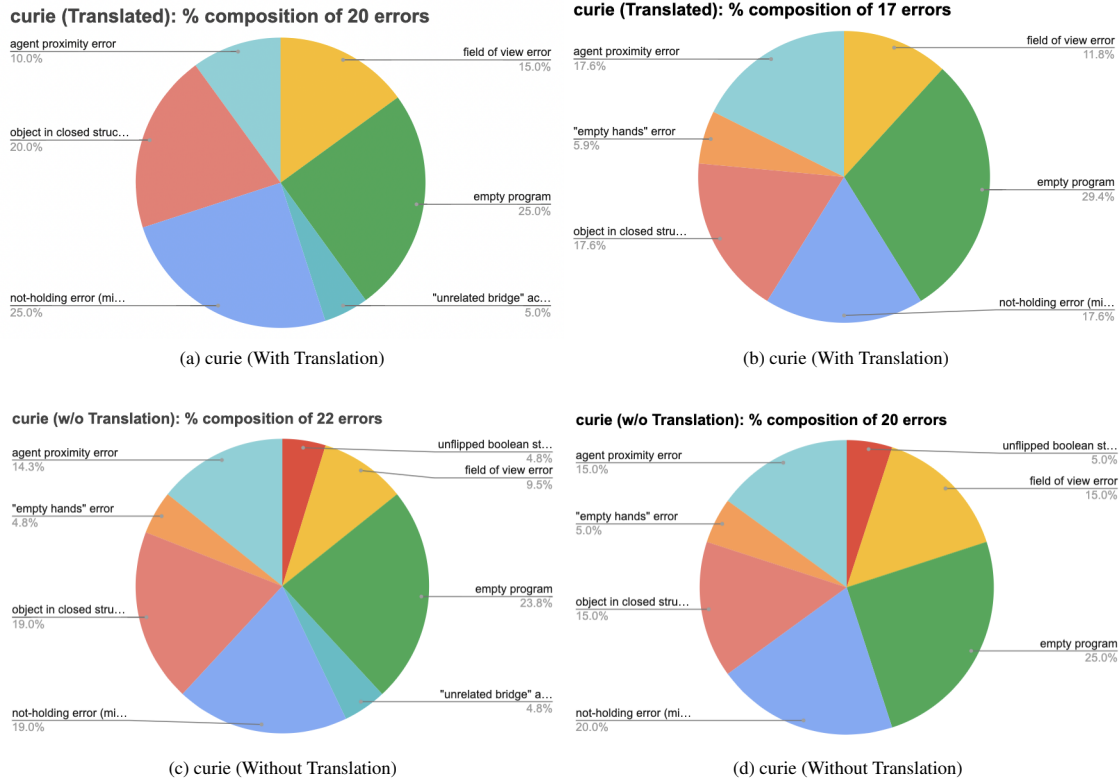 curie (Translated): % composition of 20 errors
agent proximity error
10.0%
field of view error
15.0%
object in closed struc…
20.0%
empty program
25.0%
not-holding error (mi…
25.0%
"unrelated bridge" ac…
5.0%
(a) curie (With Translation)
curie (Translated): % composition of 17 errors
field of view error
11.8%
agent proximity error
17.6%
"empty hands" error
5.9%
empty program
29.4%
object in closed stru…
17.6%
not-holding error (mi…
17.6%
(b) curie (With Translation)
curie (w/o Translation): % composition of 22 errors
unflipped boolean st…
4.8%
agent proximity error
14.3%
field of view error
9.5%
"empty hands" error
4.8%
empty program
23.8%
object in closed stru…
19.0%
"unrelated bridge" a…
4.8%
not-holding error (mi…
19.0%
(c) curie (Without Translation)
curie (w/o Translation): % composition of 20 errors
unflipped boolean st…
5.0%
agent proximity error
15.0%
field of view error
15.0%
"empty hands" error
5.0%
object in closed stru…
15.0%
empty program
25.0%
not-holding error (mi…
20.0%
(d) curie (Without Translation)